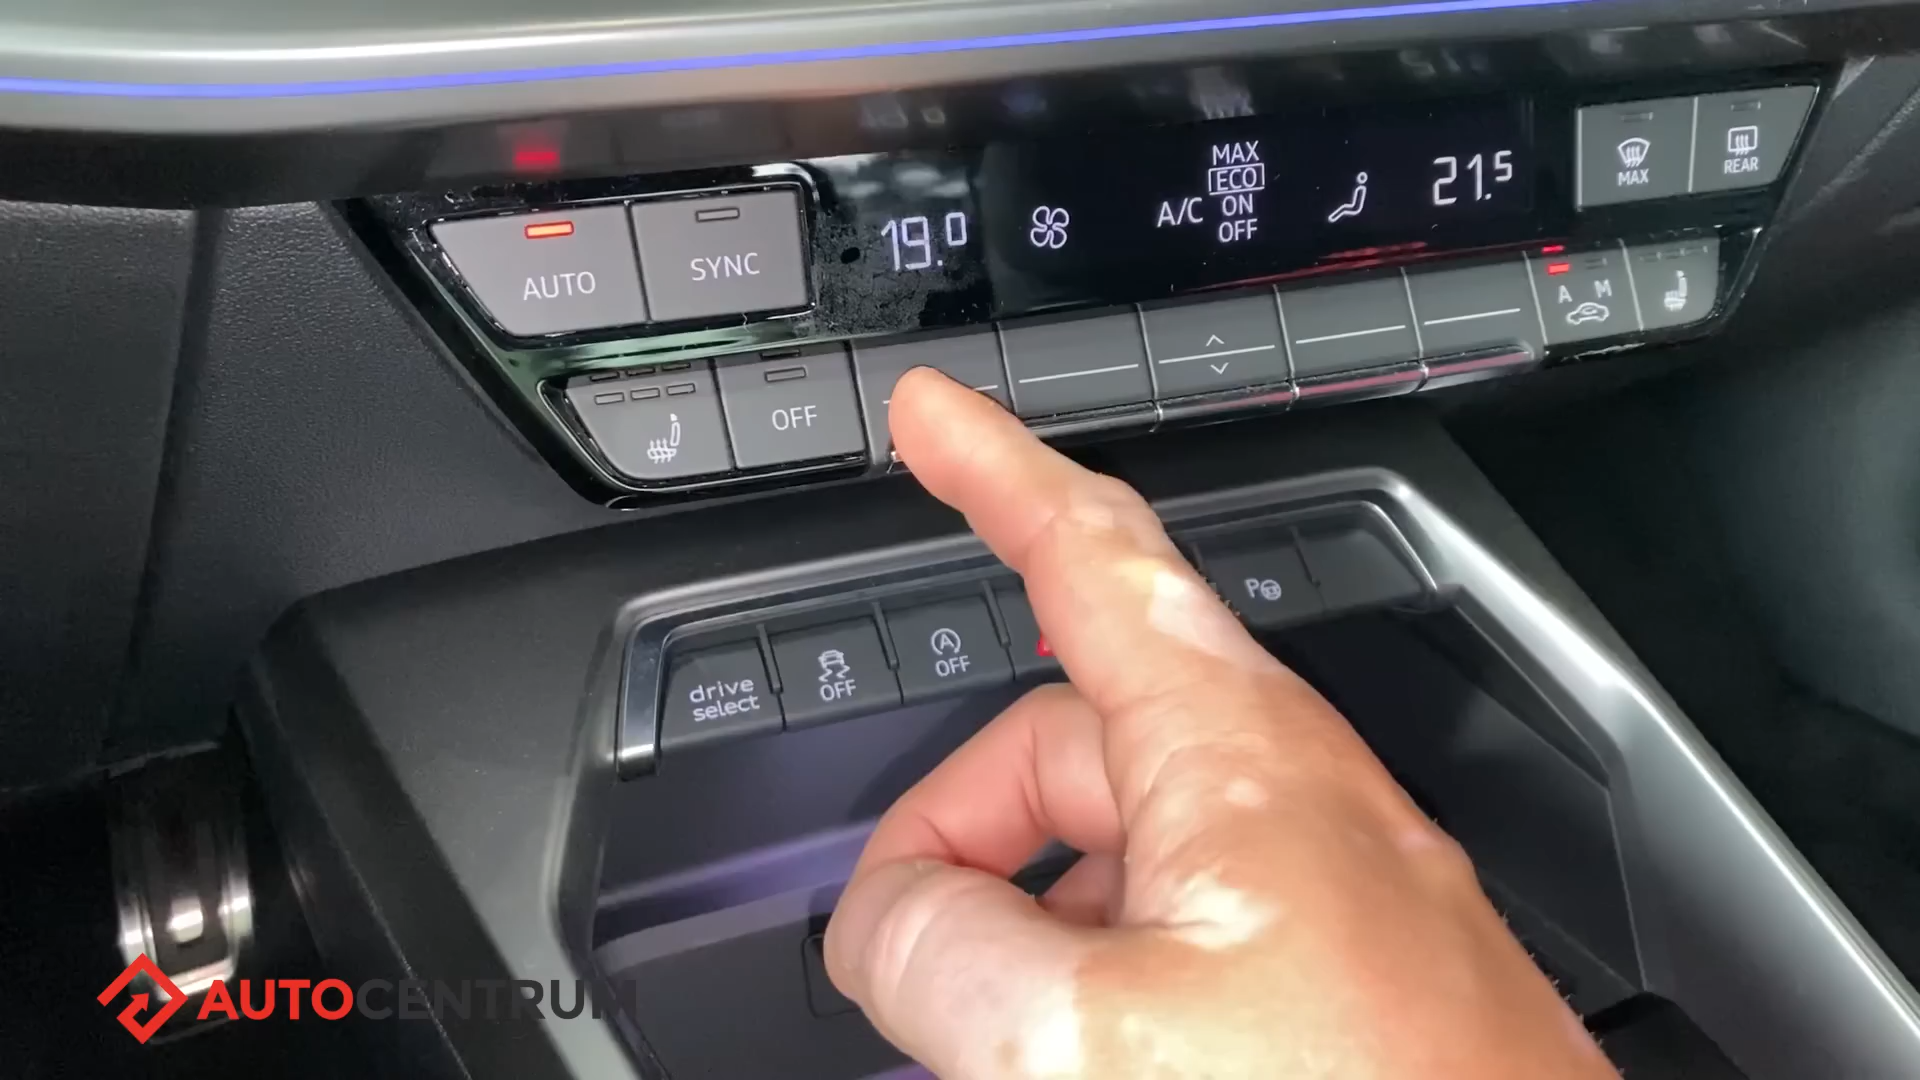 AUTO
SYNC
19.0
A/C
MAX
ECO
ON
OFF
21.5
MAX
REAR
OFF
A M
drive
select
OFF
A
OFF
P
AUTOCENTRUM